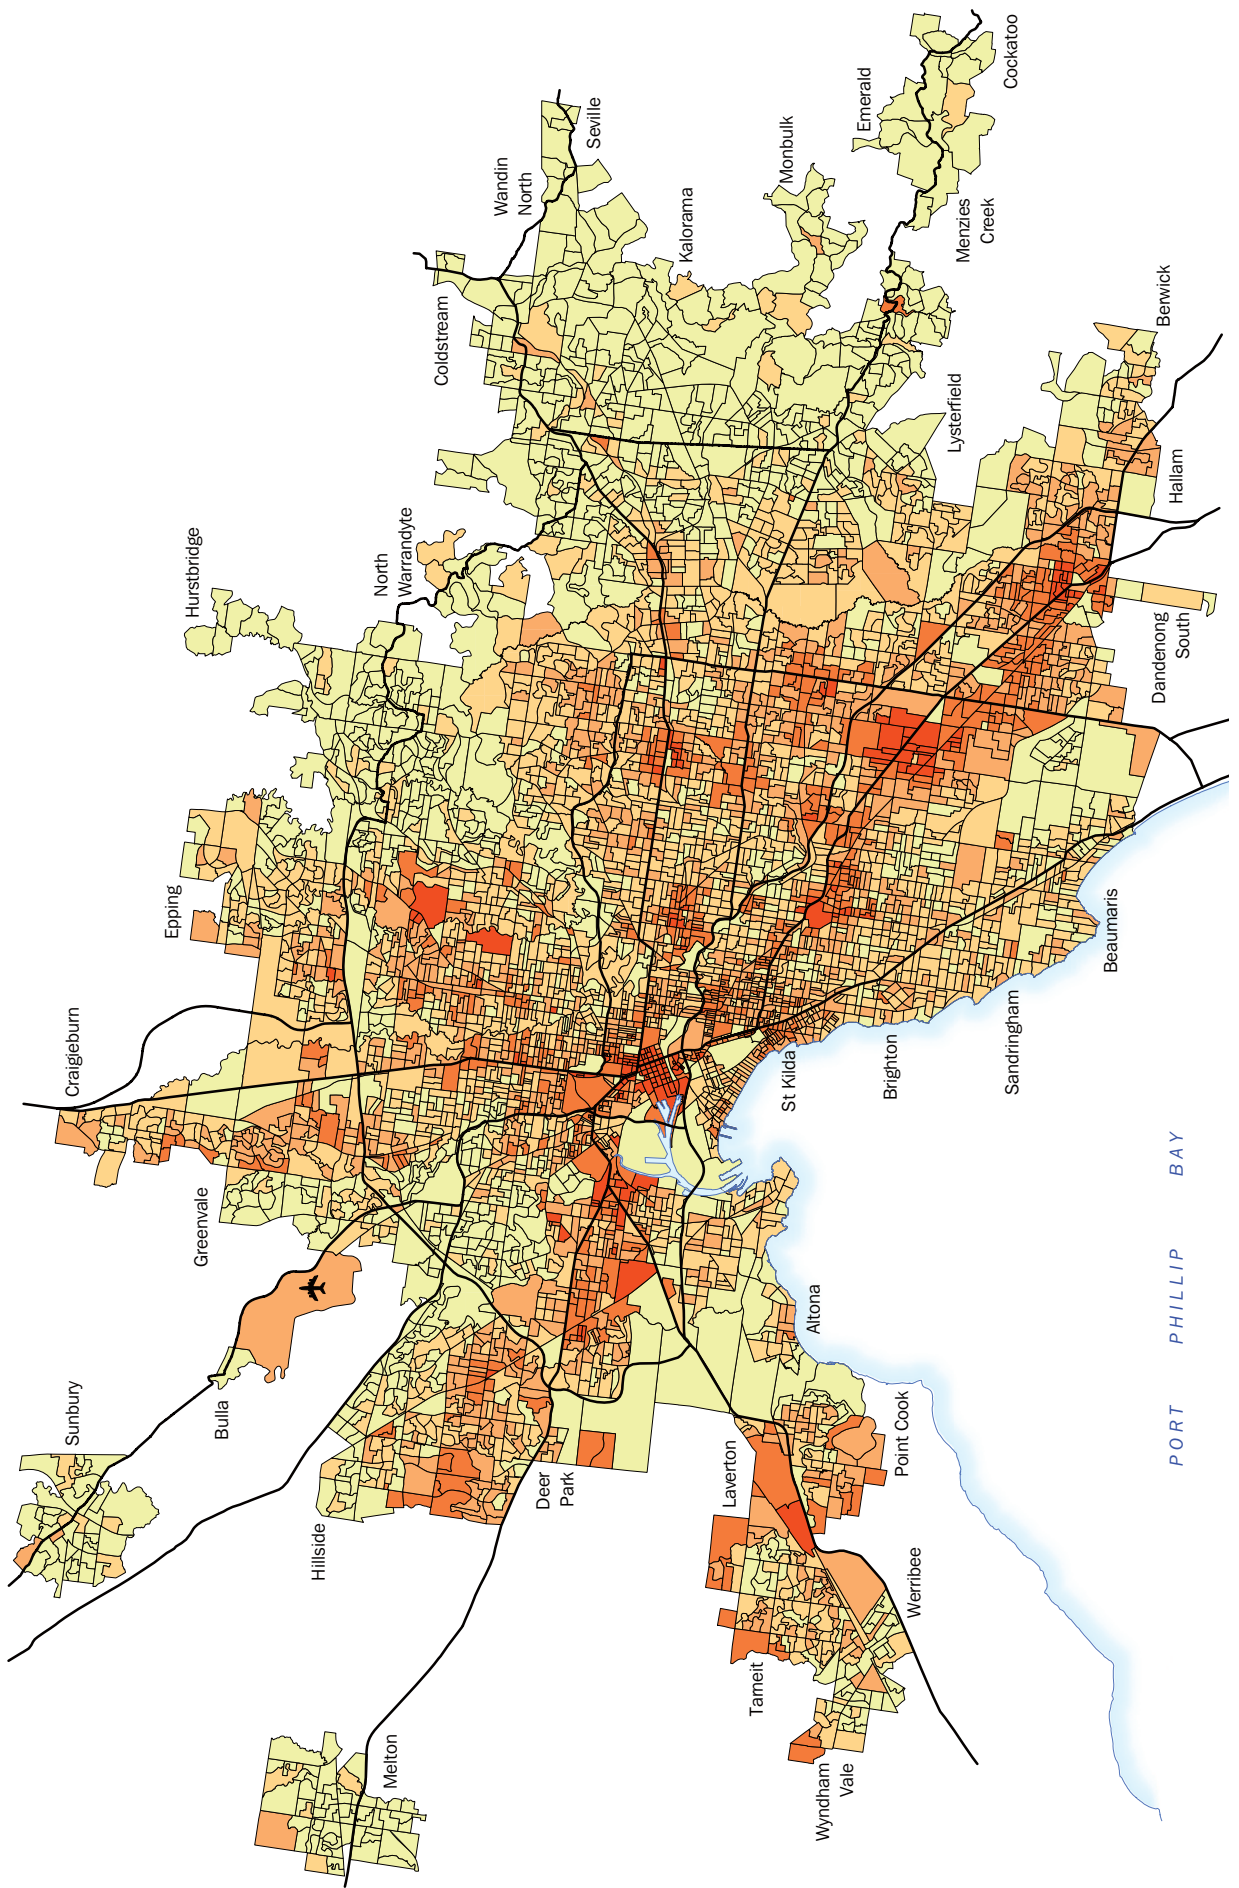 Sunbury
Craigieburn
Epping
Hurstbridge
Greenvale
Bulla
Hillside
North
Warrandyte
Melton
Coldstream
Wandin
North
Deer
Park
Seville
Kalorama
Laverton
Tarneit
Monbulk
St Kilda
Altona
Wyndham
Vale
Emerald
Brighton
Point Cook
Werribee
Lysterfield
Menzies
Creek
Cockatoo
Sandringham
Beaumaris
Dandenong
South
Berwick
Hallam
PORT PHILLIP BAY